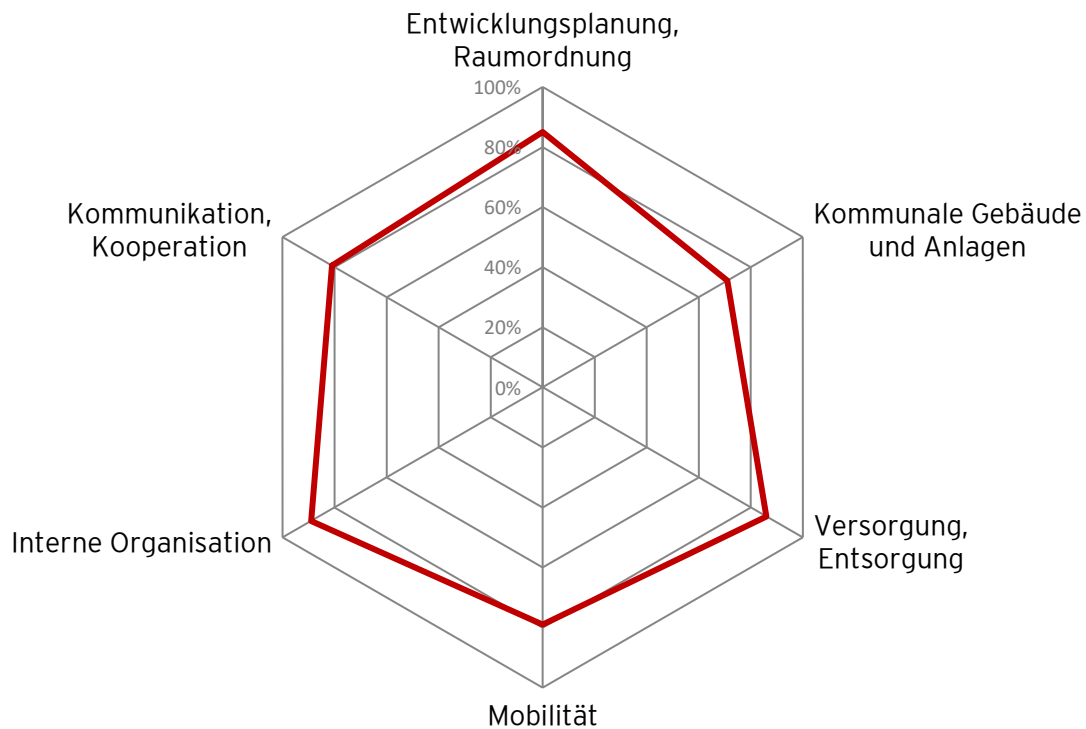 Entwicklungsplanung,
Raumordnung
100%
80%
60%
40%
20%
0%
Kommunale Gebäude
und Anlagen
Versorgung,
Entsorgung
Mobilität
Interne Organisation
Kommunikation,
Kooperation